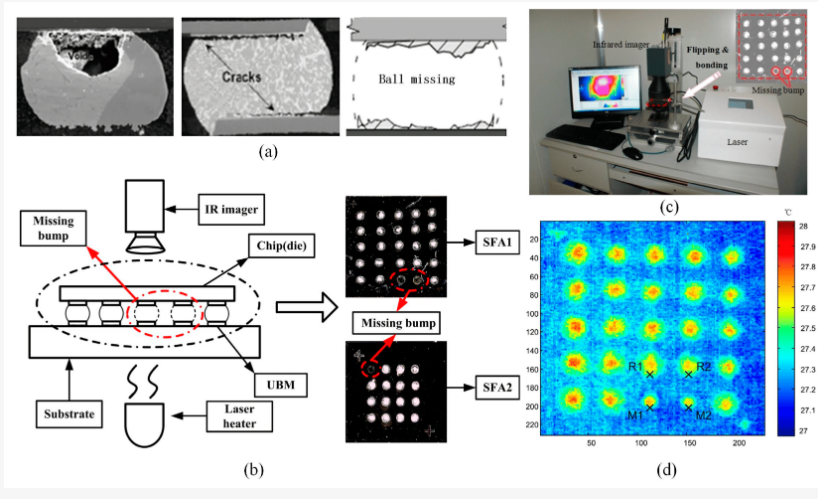 Voids
Cracks
Ball missing
(a)
Infrared imager
Flipping &
bonding
Missing bump
Laser
(c)
IR imager
Missing
bump
Chip(die)
SFA1
Missing bump
SFA2
UBM
Substrate
Laser
heater
(b)
℃
28
27.9
27.8
27.7
27.6
27.5
27.4
27.3
27.2
27.1
27
20
40
60
80
100
120
140
160
180
200
220
R1
R2
M1
M2
50
100
150
200
(d)